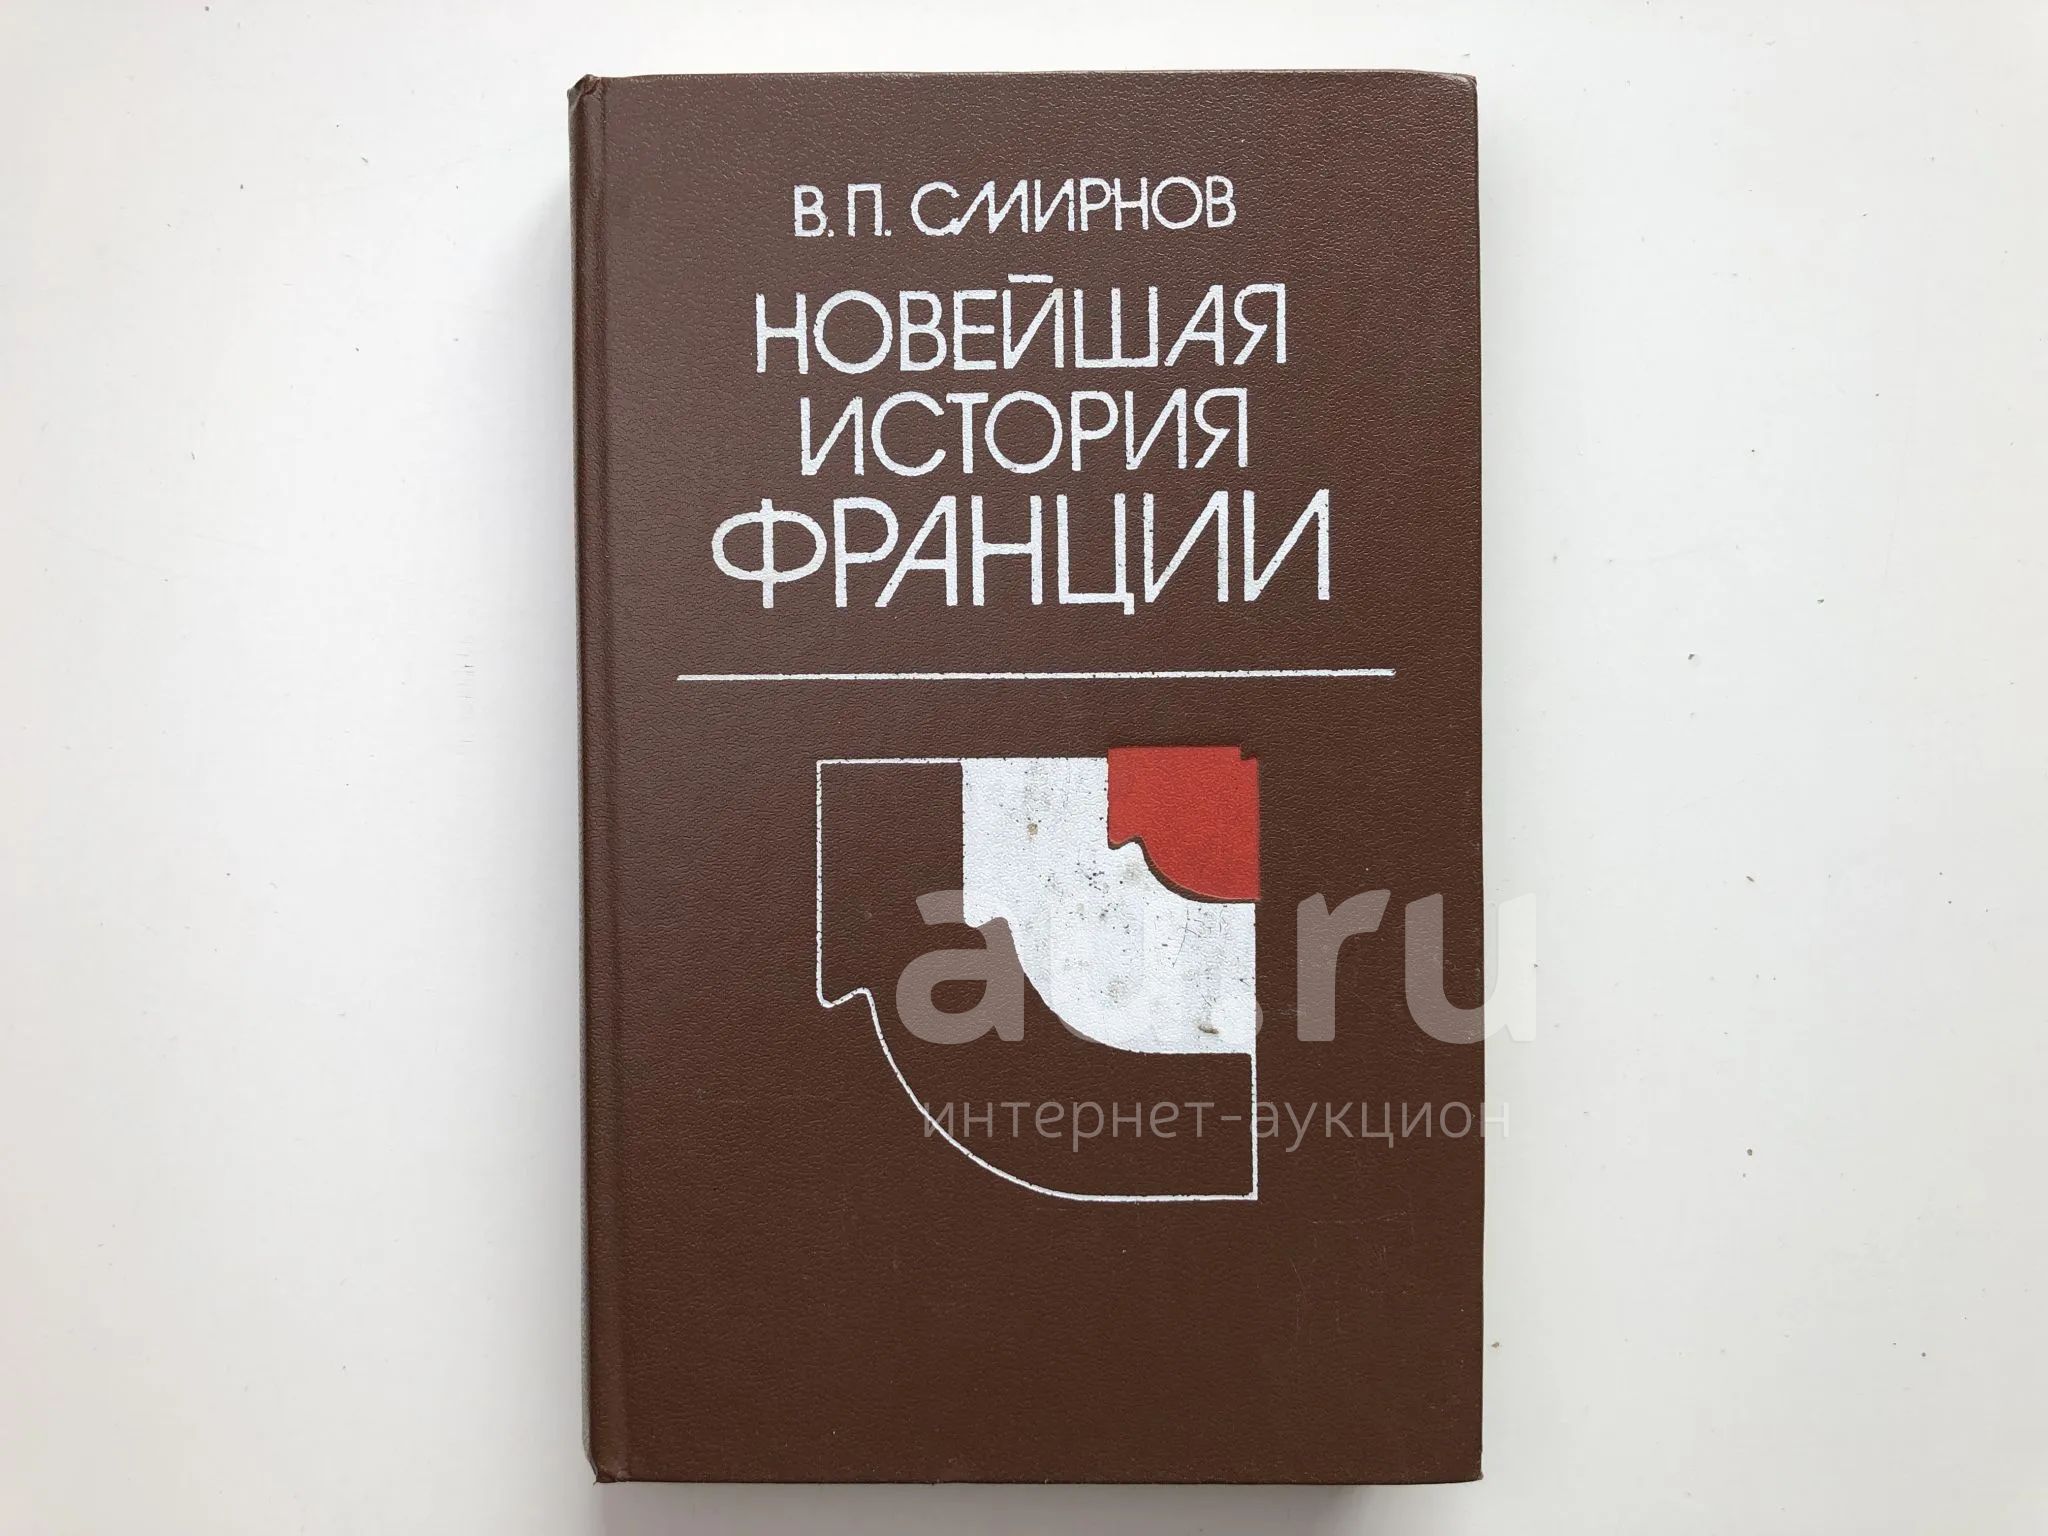 В.П. СМИРНОВ
НОВЕЙШАЯ
ИСТОРИЯ
ФРАНЦИИ
au.ru
интернет-аукцион